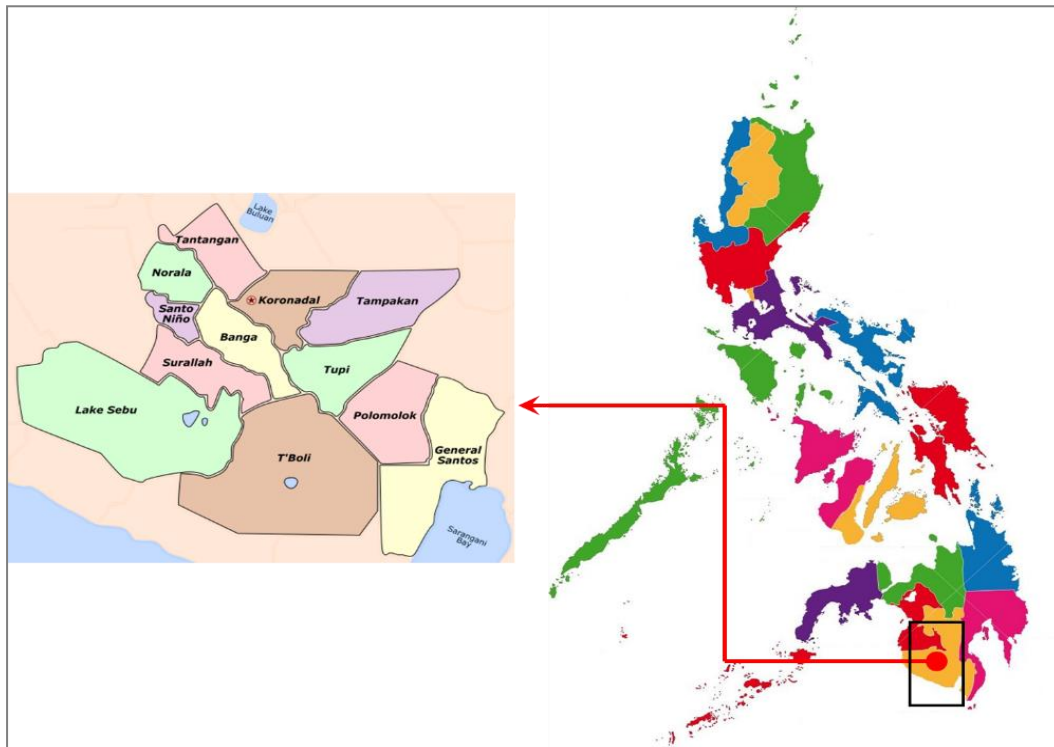 Lake
Buluan
Tantangan
Norala
Koronadal
Tampakan
Santo
Niño
Banga
Surallah
Tupi
Lake Sebu
Polomolok
General
Santos
T'Boli
Sarangani
Bay